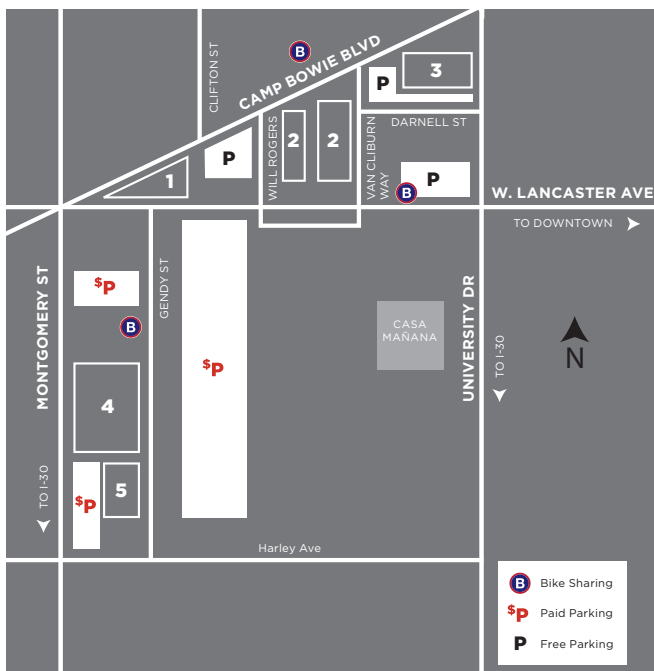 CLIFTON ST
B
CAMP BOWIE BLVD
P
3
WILL ROGERS
2
2
VAN CLIBURN
WAY
DARNELL ST
P
1
B
P
W. LANCASTER AVE
TO DOWNTOWN
MONTGOMERY ST
$P
B
GENDY ST
$P
CASA
MAÑANA
UNIVERSITY DR
TO I-30
N
4
5
$P
TO I-30
Harley Ave
B Bike Sharing
$P Paid Parking
P Free Parking